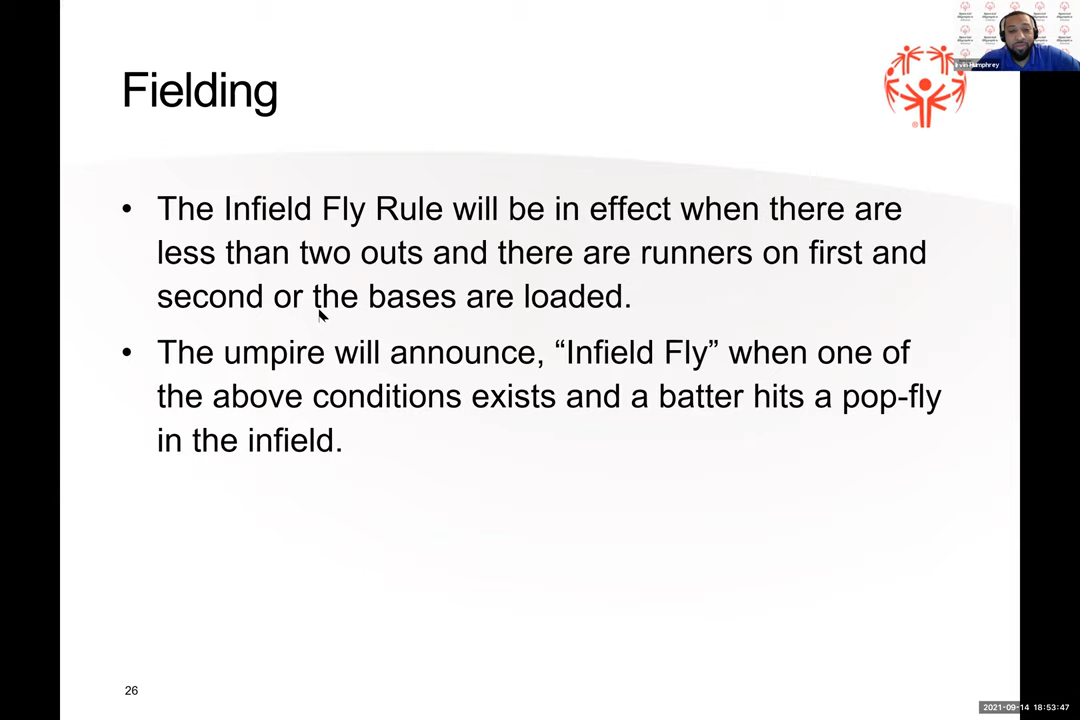 Fielding
• The Infield Fly Rule will be in effect when there are
less than two outs and there are runners on first and
second or the bases are loaded.
• The umpire will announce, “Infield Fly” when one of
the above conditions exists and a batter hits a pop-fly
in the infield.
26
Irvin Humphrey
®
2021-09-14 18:53:47